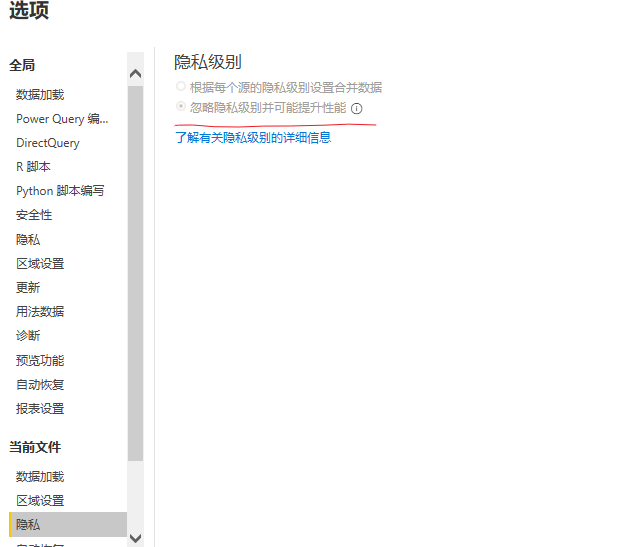 选项
全局
数据加载
Power Query 编...
DirectQuery
R 脚本
Python 脚本编写
安全性
隐私
区域设置
更新
用法数据
诊断
预览功能
自动恢复
报表设置
当前文件
数据加载
区域设置
隐私
自动恢复
隐私级别
根据每个源的隐私级别设置合并数据
忽略隐私级别并可能提升性能
了解有关隐私级别的详细信息